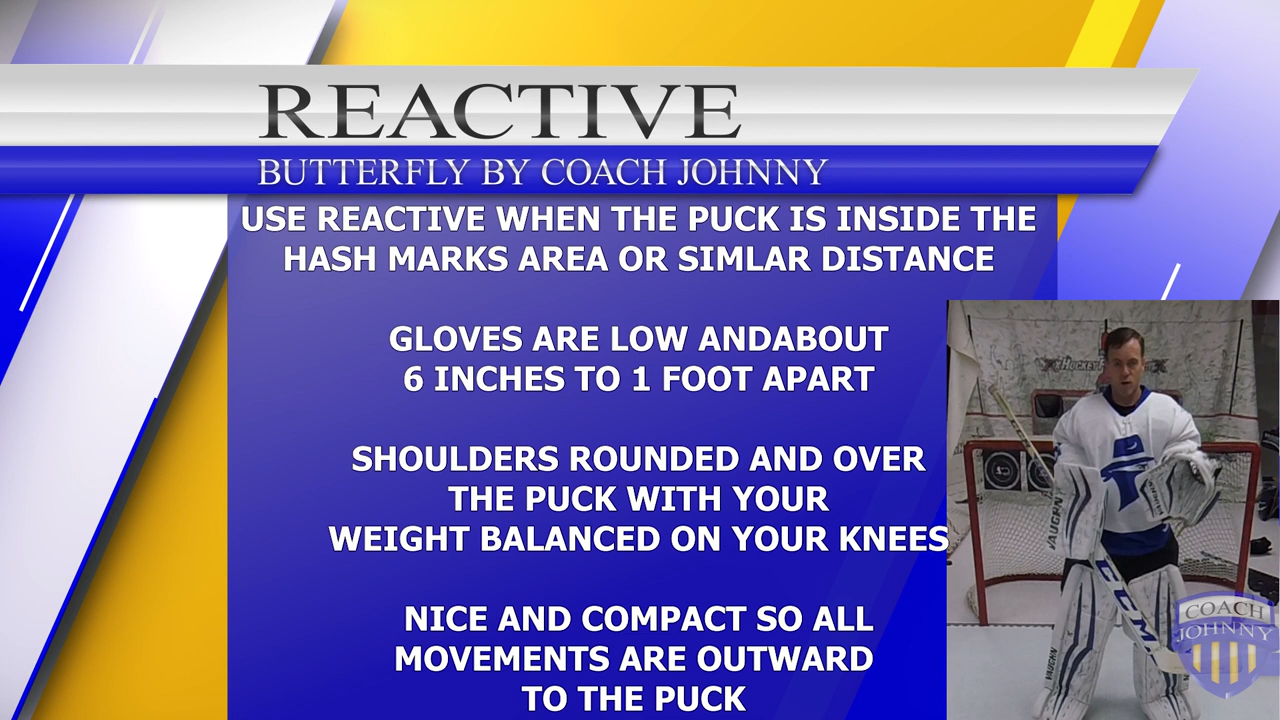 REACTIVE
BUTTERFLY BY COACH JOHNNY
USE REACTIVE WHEN THE PUCK IS INSIDE THE
HASH MARKS AREA OR SIMLAR DISTANCE
GLOVES ARE LOW ANDABOUT
6 INCHES TO 1 FOOT APART
SHOULDERS ROUNDED AND OVER
THE PUCK WITH YOUR
WEIGHT BALANCED ON YOUR KNEES
NICE AND COMPACT SO ALL
MOVEMENTS ARE OUTWARD
TO THE PUCK
VAUGHN
VAUGHN
CCM
VAUGHN
COACH
JOHNNY